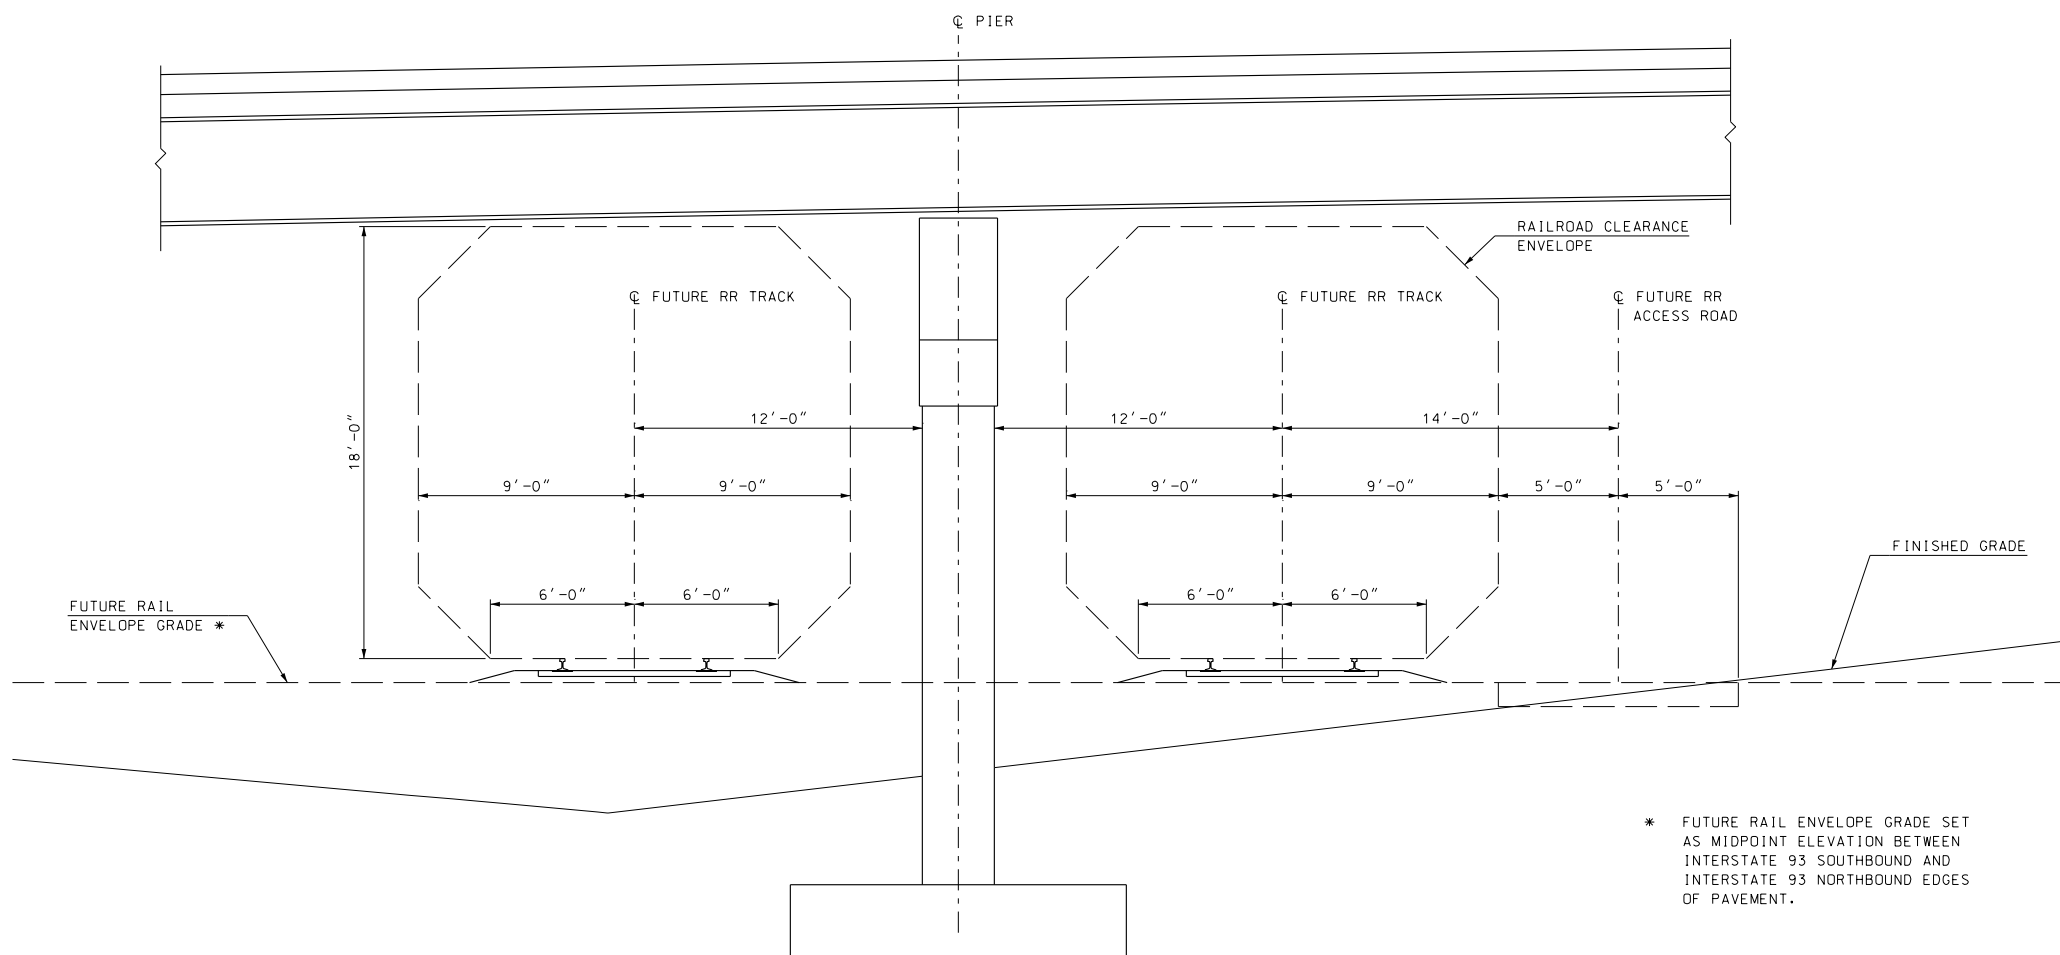 ℄ PIER
RAILROAD CLEARANCE
ENVELOPE
℄ FUTURE RR TRACK
℄ FUTURE RR TRACK
℄ FUTURE RR
ACCESS ROAD
18'-0"
12'-0"
12'-0"
14'-0"
9'-0"
9'-0"
9'-0"
9'-0"
5'-0"
5'-0"
FINISHED GRADE
6'-0"
6'-0"
6'-0"
6'-0"
FUTURE RAIL
ENVELOPE GRADE *
* FUTURE RAIL ENVELOPE GRADE SET
AS MIDPOINT ELEVATION BETWEEN
INTERSTATE 93 SOUTHBOUND AND
INTERSTATE 93 NORTHBOUND EDGES
OF PAVEMENT.